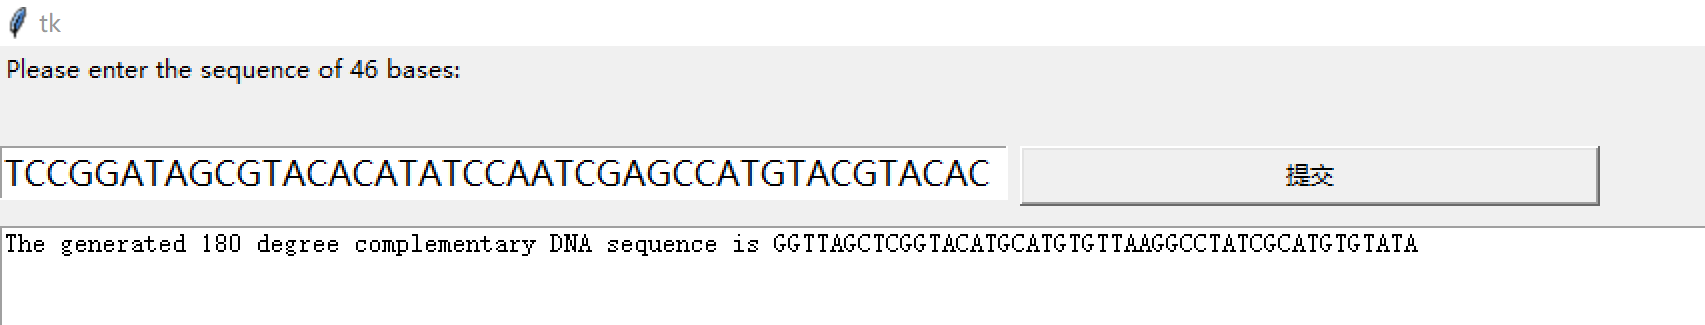 tk
Please enter the sequence of 46 bases:
TCCGGATAGCGTACACATATCCAATCGAGCCATGTACGTACAC
提交
The generated 180 degree complementary DNA sequence is GGTTAGCTCGGTACATGCATGTGTTAAGGCCTATCGCATGTGTATA